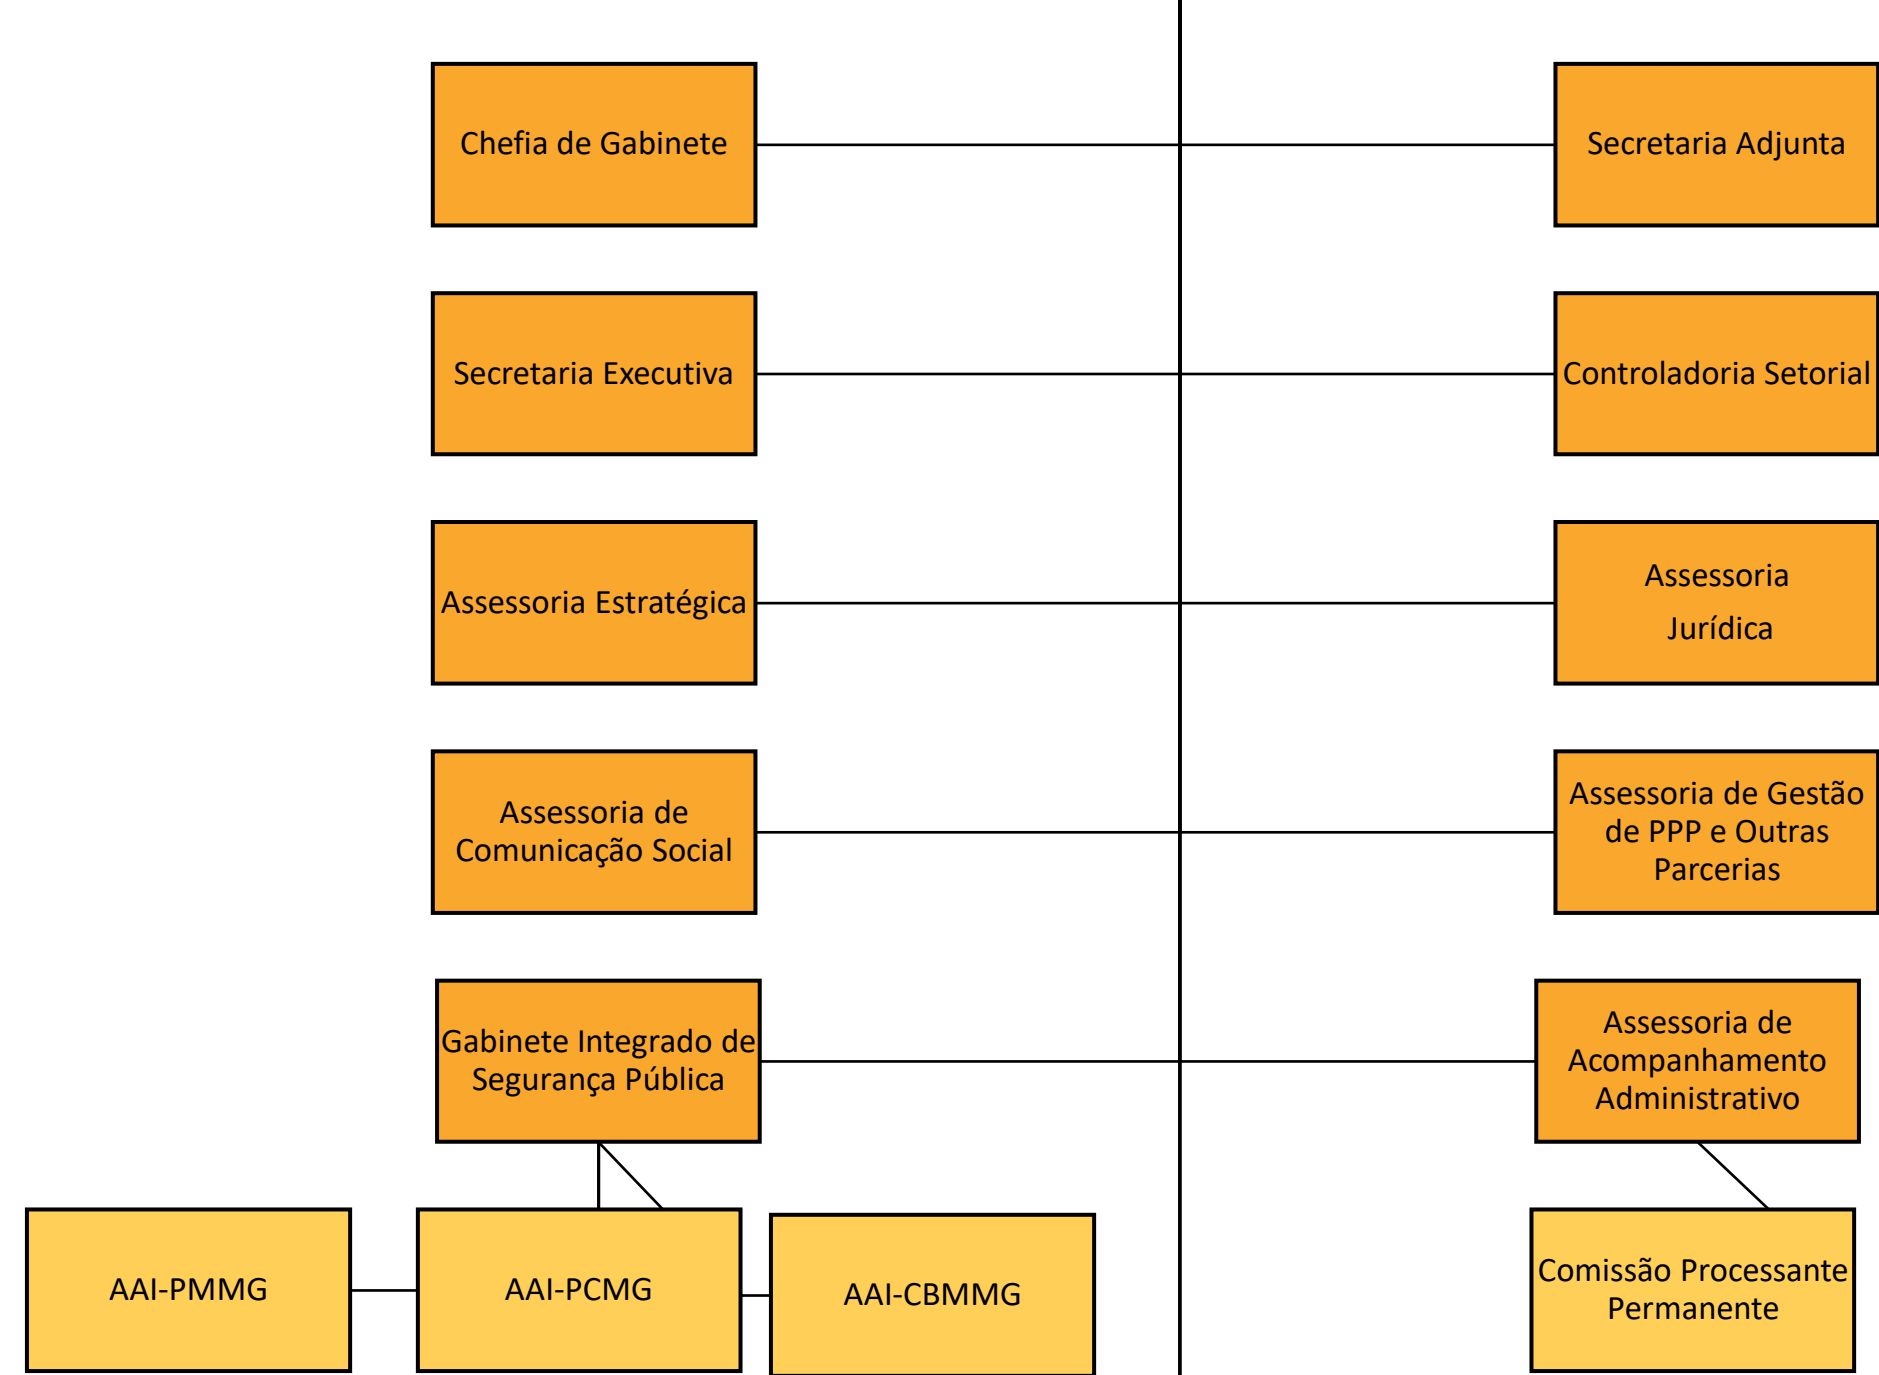 Chefia de Gabinete
Secretaria Adjunta
Secretaria Executiva
Controladoria Setorial
Assessoria Estratégica
Assessoria
Jurídica
Assessoria de
Comunicação Social
Assessoria de Gestão
de PPP e Outras
Parcerias
Gabinete Integrado de
Segurança Pública
Assessoria de
Acompanhamento
Administrativo
AAI-PMMG
AAI-PCMG
AAI-CBMMG
Comissão Processante
Permanente